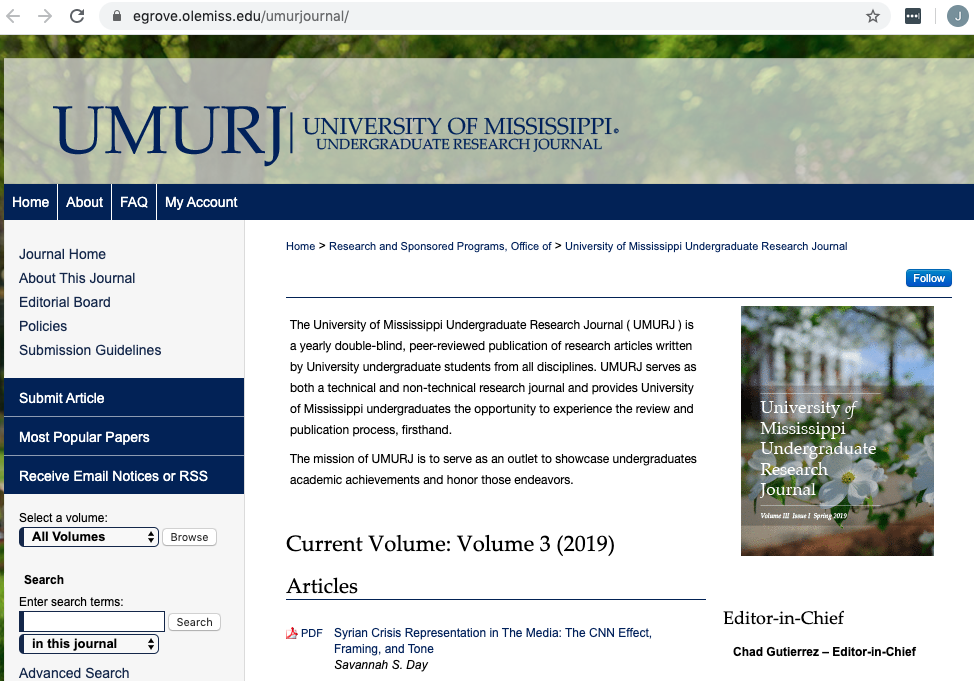 egrove.olemiss.edu/umurjournal/
J
UMURJ
UNIVERSITY OF MISSISSIPPI®
UNDERGRADUATE RESEARCH JOURNAL
Home
About
FAQ
My Account
Journal Home
About This Journal
Editorial Board
Policies
Submission Guidelines
Submit Article
Most Popular Papers
Receive Email Notices or RSS
Select a volume:
All Volumes
Browse
Search
Enter search terms:
Search
in this journal
Advanced Search
Home > Research and Sponsored Programs, Office of > University of Mississippi Undergraduate Research Journal
Follow
The University of Mississippi Undergraduate Research Journal ( UMURJ ) is
a yearly double-blind, peer-reviewed publication of research articles written
by University undergraduate students from all disciplines. UMURJ serves as
both a technical and non-technical research journal and provides University
of Mississippi undergraduates the opportunity to experience the review and
publication process, firsthand.
The mission of UMURJ is to serve as an outlet to showcase undergraduates
academic achievements and honor those endeavors.
Current Volume: Volume 3 (2019)
Articles
PDF
Syrian Crisis Representation in The Media: The CNN Effect,
Framing, and Tone
Savannah S. Day
University of
Mississippi
Undergraduate
Research
Journal
Volume III Issue I Spring 2019
Editor-in-Chief
Chad Gutierrez – Editor-in-Chief